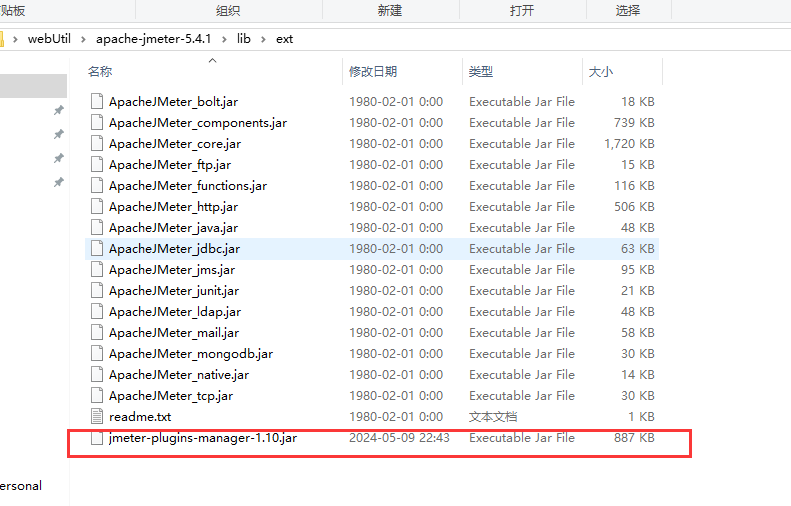 贴板 组织 新建 打开 选择
webUtil > apache-jmeter-5.4.1 > lib > ext
名称 修改日期 类型 大小
ApacheJMeter_bolt.jar 1980-02-01 0:00 Executable Jar File 18 KB
ApacheJMeter_components.jar 1980-02-01 0:00 Executable Jar File 739 KB
ApacheJMeter_core.jar 1980-02-01 0:00 Executable Jar File 1,720 KB
ApacheJMeter_ftp.jar 1980-02-01 0:00 Executable Jar File 15 KB
ApacheJMeter_functions.jar 1980-02-01 0:00 Executable Jar File 116 KB
ApacheJMeter_http.jar 1980-02-01 0:00 Executable Jar File 506 KB
ApacheJMeter_java.jar 1980-02-01 0:00 Executable Jar File 48 KB
ApacheJMeter_jdbc.jar 1980-02-01 0:00 Executable Jar File 63 KB
ApacheJMeter_jms.jar 1980-02-01 0:00 Executable Jar File 95 KB
ApacheJMeter_junit.jar 1980-02-01 0:00 Executable Jar File 21 KB
ApacheJMeter_ldap.jar 1980-02-01 0:00 Executable Jar File 48 KB
ApacheJMeter_mail.jar 1980-02-01 0:00 Executable Jar File 58 KB
ApacheJMeter_mongodb.jar 1980-02-01 0:00 Executable Jar File 30 KB
ApacheJMeter_native.jar 1980-02-01 0:00 Executable Jar File 14 KB
ApacheJMeter_tcp.jar 1980-02-01 0:00 Executable Jar File 30 KB
readme.txt 1980-02-01 0:00 文本文档 1 KB
jmeter-plugins-manager-1.10.jar 2024-05-09 22:43 Executable Jar File 887 KB
ersonal